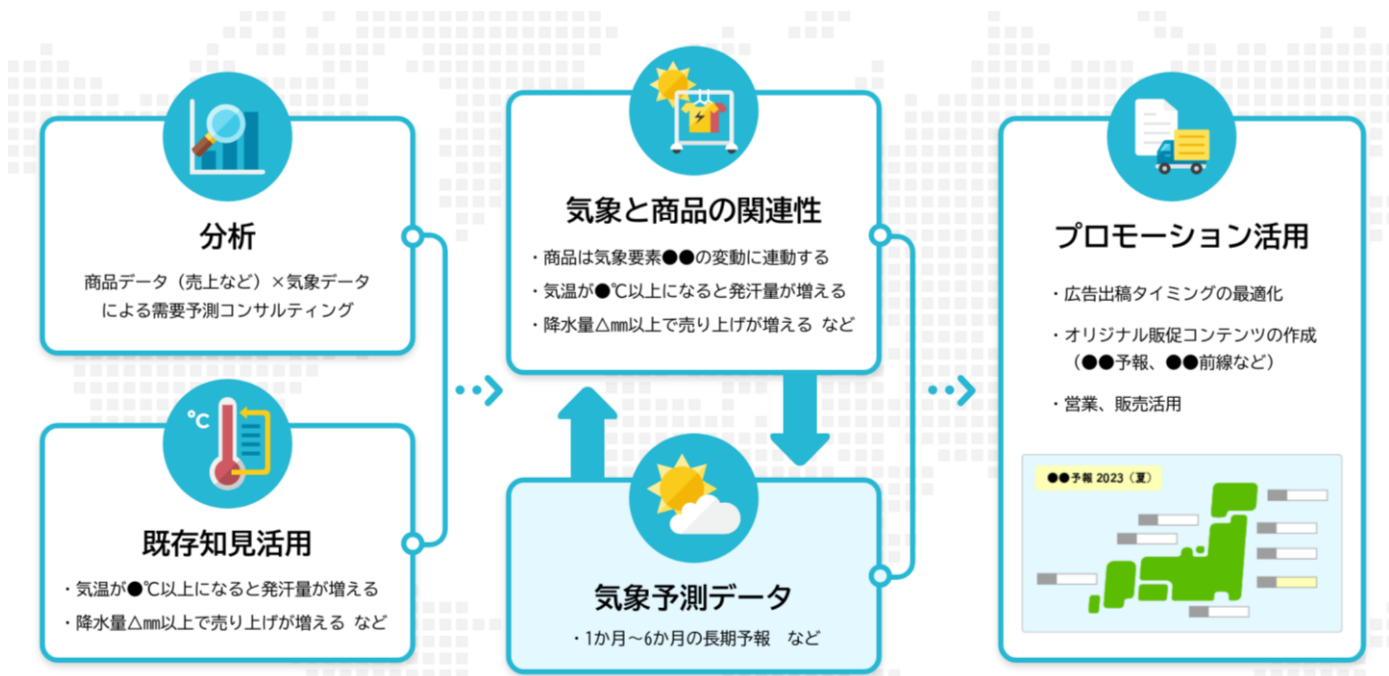 分析
商品データ（売上など）×気象データ
による需要予測コンサルティング
℃
既存知見活用
・気温が●℃以上になると発汗量が増える
・降水量△㎜以上で売り上げが増える など
気象と商品の関連性
・商品は気象要素●●の変動に連動する
・気温が●℃以上になると発汗量が増える
・降水量△㎜以上で売り上げが増える など
気象予測データ
・1か月～6か月の長期予報　など
プロモーション活用
・広告出稿タイミングの最適化
・オリジナル販促コンテンツの作成
（●●予報、●●前線など）
・営業、販売活用
●●予報 2023（夏）